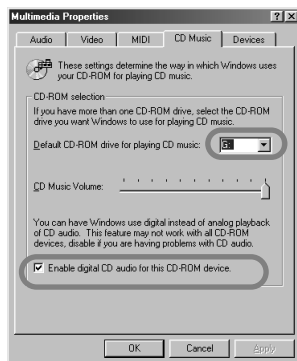 Multimedia Properties
Audio Video MIDI CD Music Devices
These settings determine the way in which Windows uses
your CD-ROM for playing CD music.
CD-ROM selection
If you have more than one CD-ROM drive, select the CD-ROM
drive you want Windows to use for playing CD music.
Default CD-ROM drive for playing CD music: G:
CD Music Volume:
You can have Windows use digital instead of analog playback
of CD audio. This feature may not work with all CD-ROM
devices, disable if you are having problems with CD audio.
Enable digital CD audio for this CD-ROM device.
OK Cancel Apply